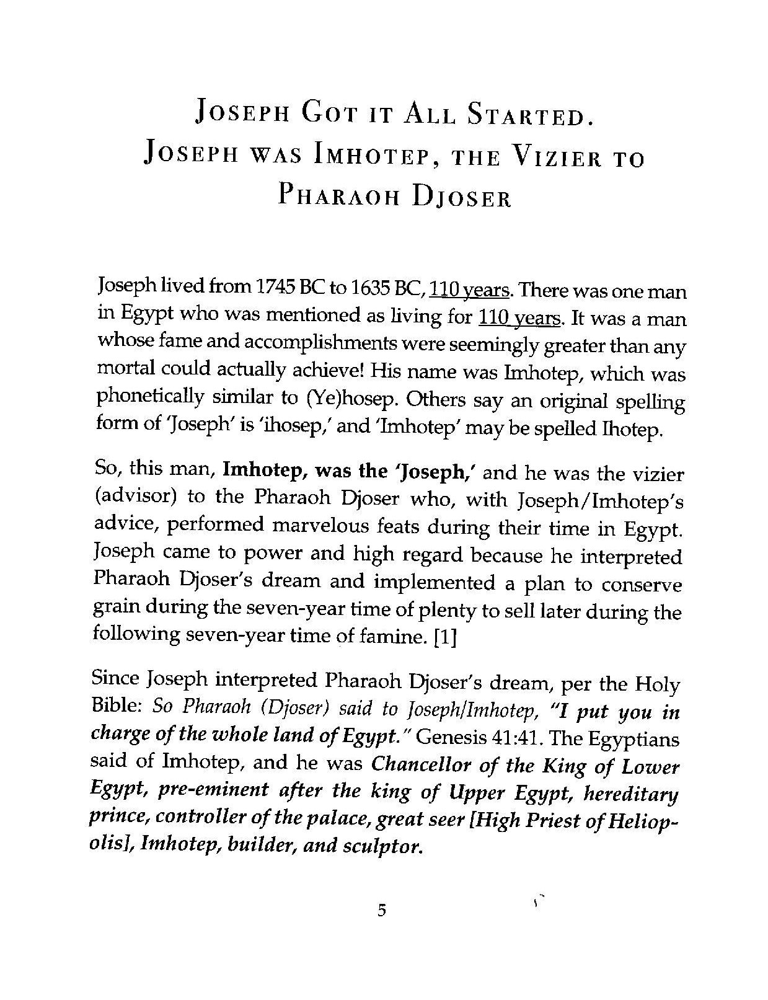 Joseph Got it All Started.
Joseph was Imhotep, the Vizier to
Pharaoh Djoser
Joseph lived from 1745 BC to 1635 BC, 110 years. There was one man
in Egypt who was mentioned as living for 110 years. It was a man
whose fame and accomplishments were seemingly greater than any
mortal could actually achieve! His name was Imhotep, which was
phonetically similar to (Ye)hosep. Others say an original spelling
form of 'Joseph' is 'ihosep,' and 'Imhotep' may be spelled Ihotep.
So, this man, Imhotep, was the 'Joseph,' and he was the vizier
(advisor) to the Pharaoh Djoser who, with Joseph/Imhotep's
advice, performed marvelous feats during their time in Egypt.
Joseph came to power and high regard because he interpreted
Pharaoh Djoser's dream and implemented a plan to conserve
grain during the seven-year time of plenty to sell later during the
following seven-year time of famine. [1]
Since Joseph interpreted Pharaoh Djoser's dream, per the Holy
Bible: So Pharaoh (Djoser) said to Joseph/Imhotep, "I put you in
charge of the whole land of Egypt." Genesis 41:41. The Egyptians
said of Imhotep, and he was Chancellor of the King of Lower
Egypt, pre-eminent after the king of Upper Egypt, hereditary
prince, controller of the palace, great seer [High Priest of Heliop-
olis], Imhotep, builder, and sculptor.
5